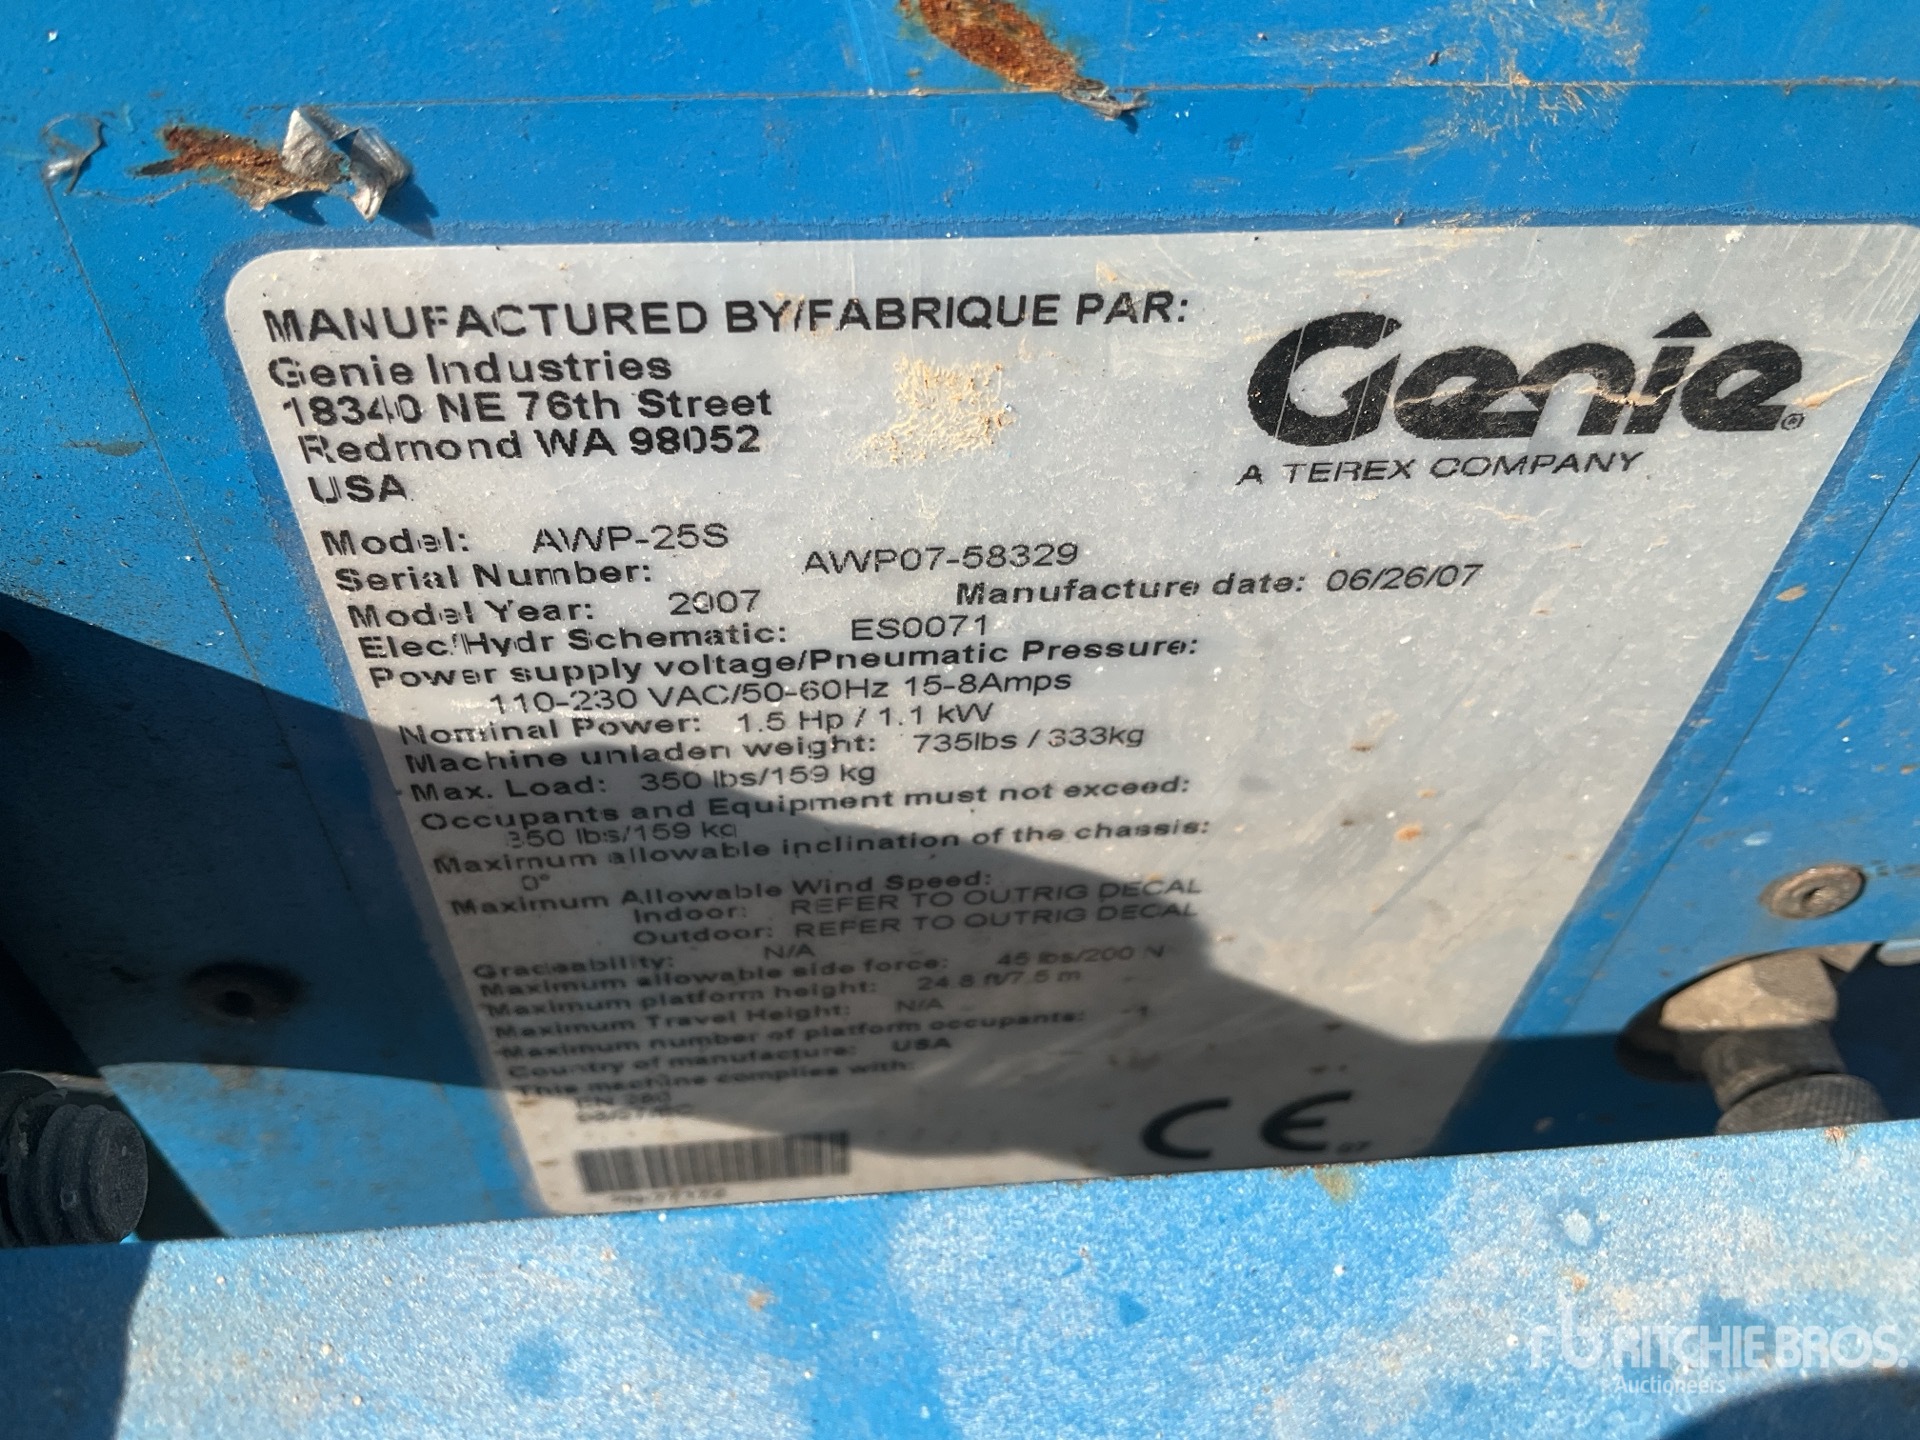 MANUFACTURED BY/FABRIQUE PAR:
Genie Industries
18340 NE 76th Street
Redmond WA 98052
USA
Genie®
A TEREX COMPANY
Model: AWP-25S
Serial Number: AWP07-58329
Model Year: 2007 Manufacture date: 06/26/07
Elec/Hydr Schematic: ES0071
Power supply voltage/Pneumatic Pressure:
110-230 VAC/50-60Hz 15-8Amps
Nominal Power: 1.5 Hp / 1.1 kW
Machine unladen weight: 735lbs / 333kg
Max. Load: 350 lbs/159 kg
Occupants and Equipment must not exceed:
350 lbs/159 kg
Maximum allowable inclination of the chassis:
0°
Maximum Allowable Wind Speed:
Indoor: REFER TO OUTRIG DECAL
Outdoor: REFER TO OUTRIG DECAL
Gradeability: N/A
Maximum allowable side force: 45 lbs/200 N
Maximum platform height: 24.8 ft/7.5 m
Maximum Travel Height: N/A
Maximum number of platform occupants: 1
Country of manufacture: USA
This machine complies with:
EN 280
CE
RITCHIE BROS.
Auctioneers